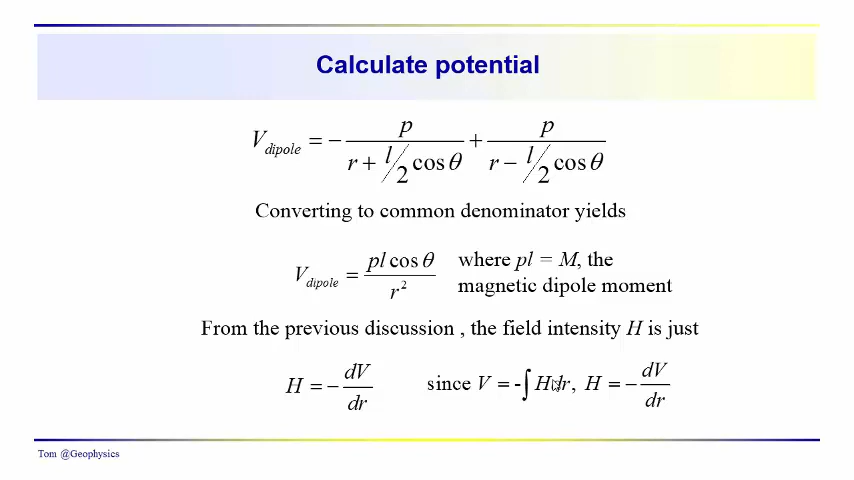 Calculate potential
V_dipole = − p / (r + l/2 cos θ) + p / (r − l/2 cos θ)
Converting to common denominator yields
V_dipole = pl cos θ / r² where pl = M, the
magnetic dipole moment
From the previous discussion , the field intensity H is just
H = − dV/dr since V = -∫ Hdr, H = − dV/dr
Tom @Geophysics